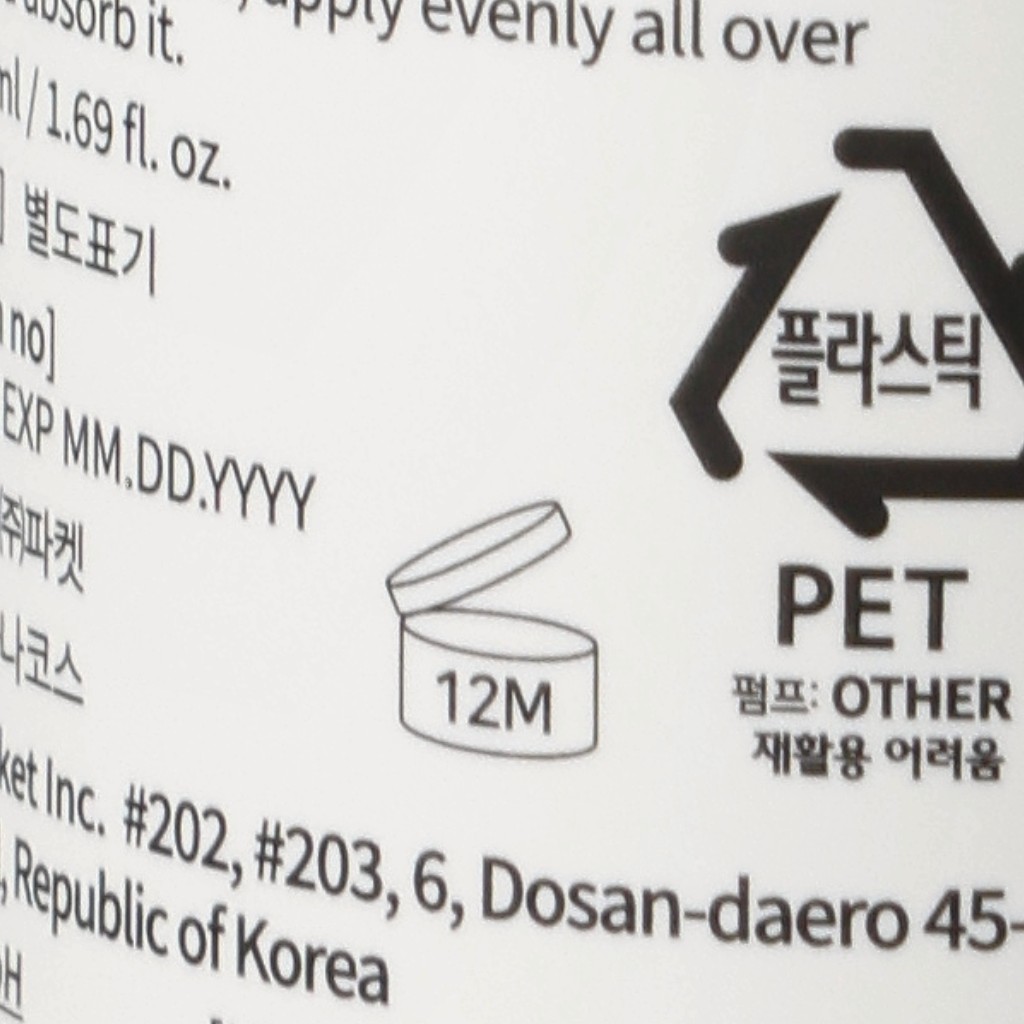 apply evenly all over
absorb it.
ml / 1.69 fl. oz.
별도표기
no]
EXP MM.DD.YYYY
㈜파켓
나코스
12M
플라스틱
PET
펌프: OTHER
재활용 어려움
ket Inc. #202, #203, 6, Dosan-daero 45-
, Republic of Korea